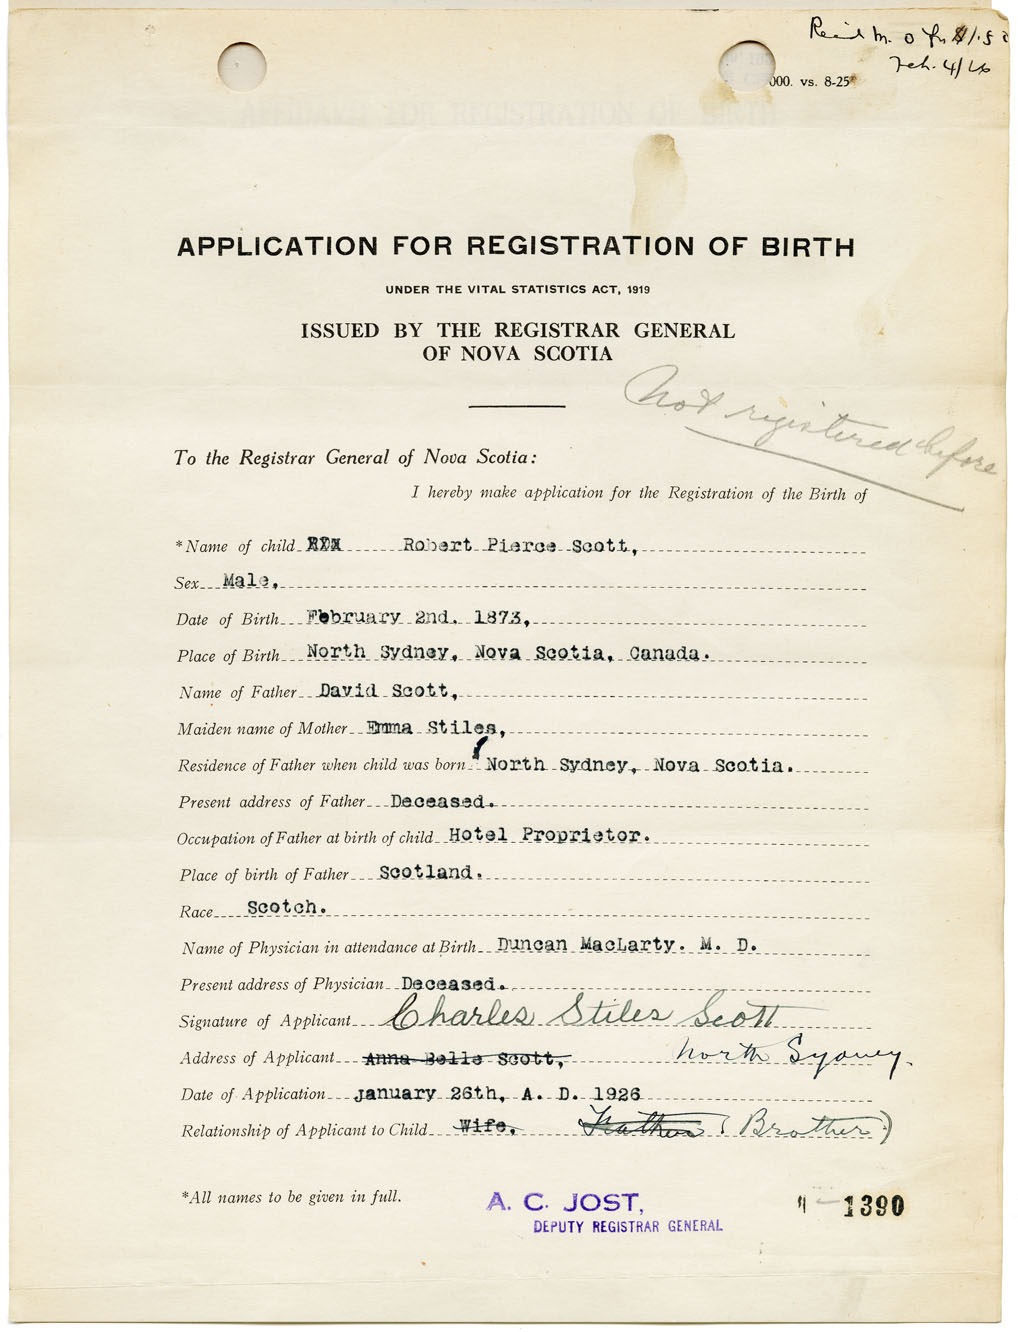 Rec'd M. O for $1.50
Feb. 4/26
000. vs. 8-25
APPLICATION FOR REGISTRATION OF BIRTH
UNDER THE VITAL STATISTICS ACT, 1919
ISSUED BY THE REGISTRAR GENERAL
OF NOVA SCOTIA
Not registered before
To the Registrar General of Nova Scotia:
I hereby make application for the Registration of the Birth of
*Name of child Robert Pierce Scott,
Sex Male,
Date of Birth February 2nd. 1873,
Place of Birth North Sydney, Nova Scotia, Canada.
Name of Father David Scott,
Maiden name of Mother Emma Stiles,
Residence of Father when child was born North Sydney, Nova Scotia.
Present address of Father Deceased.
Occupation of Father at birth of child Hotel Proprietor.
Place of birth of Father Scotland.
Race Scotch.
Name of Physician in attendance at Birth Duncan MacLarty. M. D.
Present address of Physician Deceased.
Signature of Applicant Charles Stiles Scott
Address of Applicant Anna Belle Scott, North Sydney.
Date of Application January 26th, A. D. 1926
Relationship of Applicant to Child Wife. (Brother)
*All names to be given in full.
A. C. JOST,
DEPUTY REGISTRAR GENERAL
1390